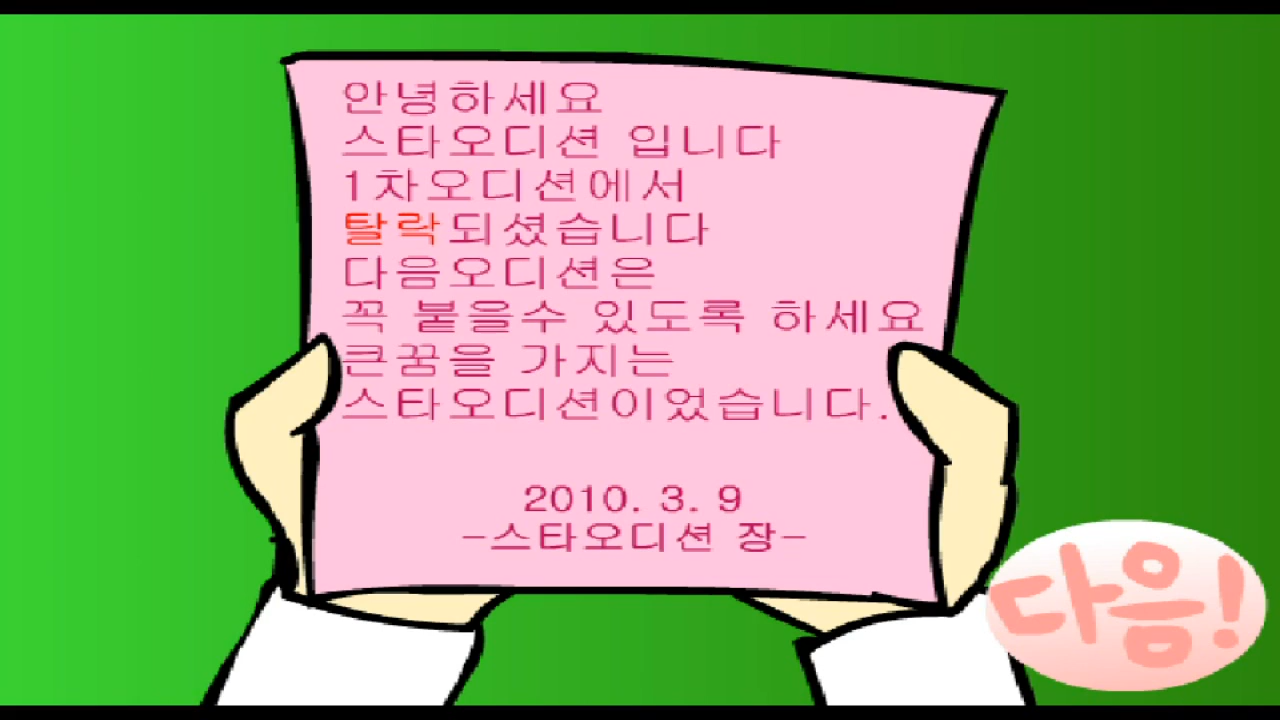 안녕하세요
스타오디션 입니다
1차오디션에서
탈락되셨습니다
다음오디션은
꼭 붙을수 있도록 하세요
큰꿈을 가지는
스타오디션이었습니다.
2010. 3. 9
-스타오디션 장-
다음!